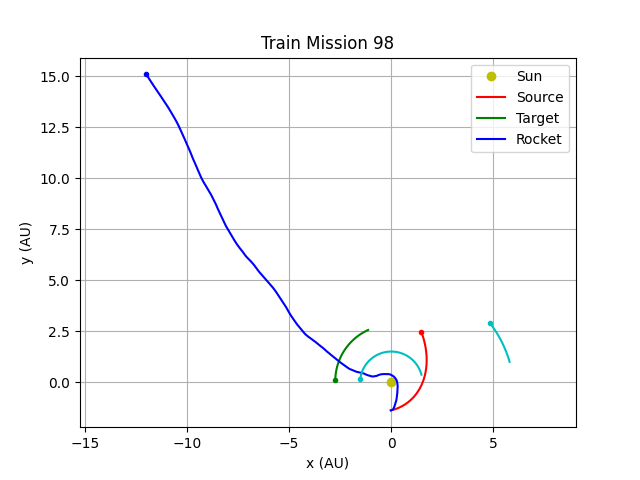 Train Mission 98
Sun
Source
Target
Rocket
15.0
12.5
10.0
7.5
5.0
2.5
0.0
y (AU)
−15
−10
−5
0
5
x (AU)